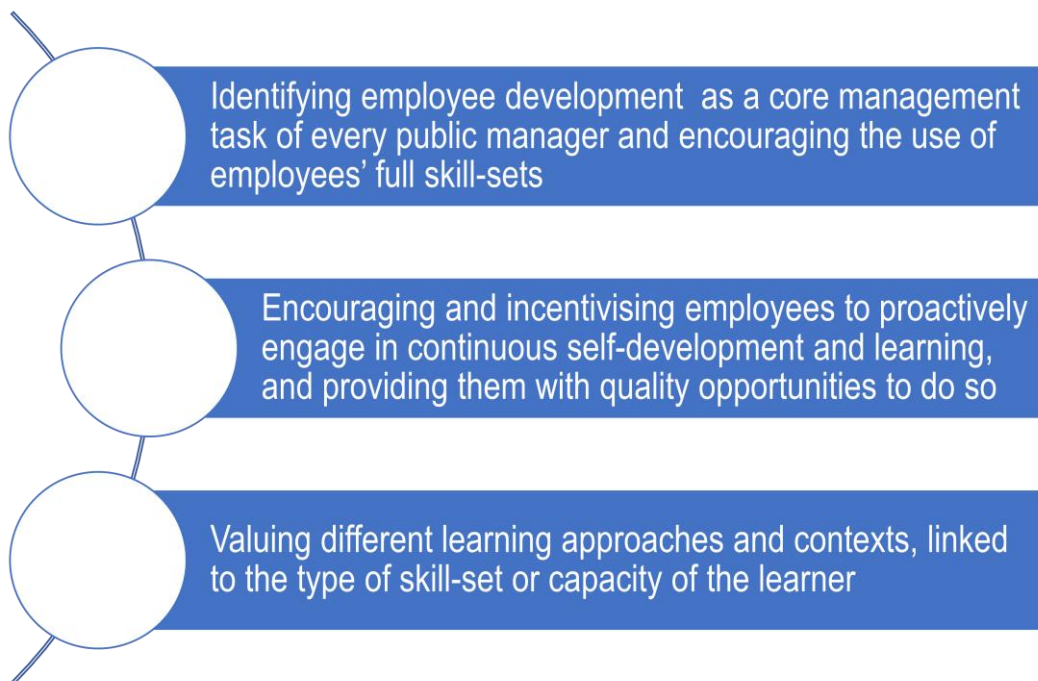 Identifying employee development  as a core management
task of every public manager and encouraging the use of
employees’ full skill-sets
Encouraging and incentivising employees to proactively
engage in continuous self-development and learning,
and providing them with quality opportunities to do so
Valuing different learning approaches and contexts, linked
to the type of skill-set or capacity of the learner